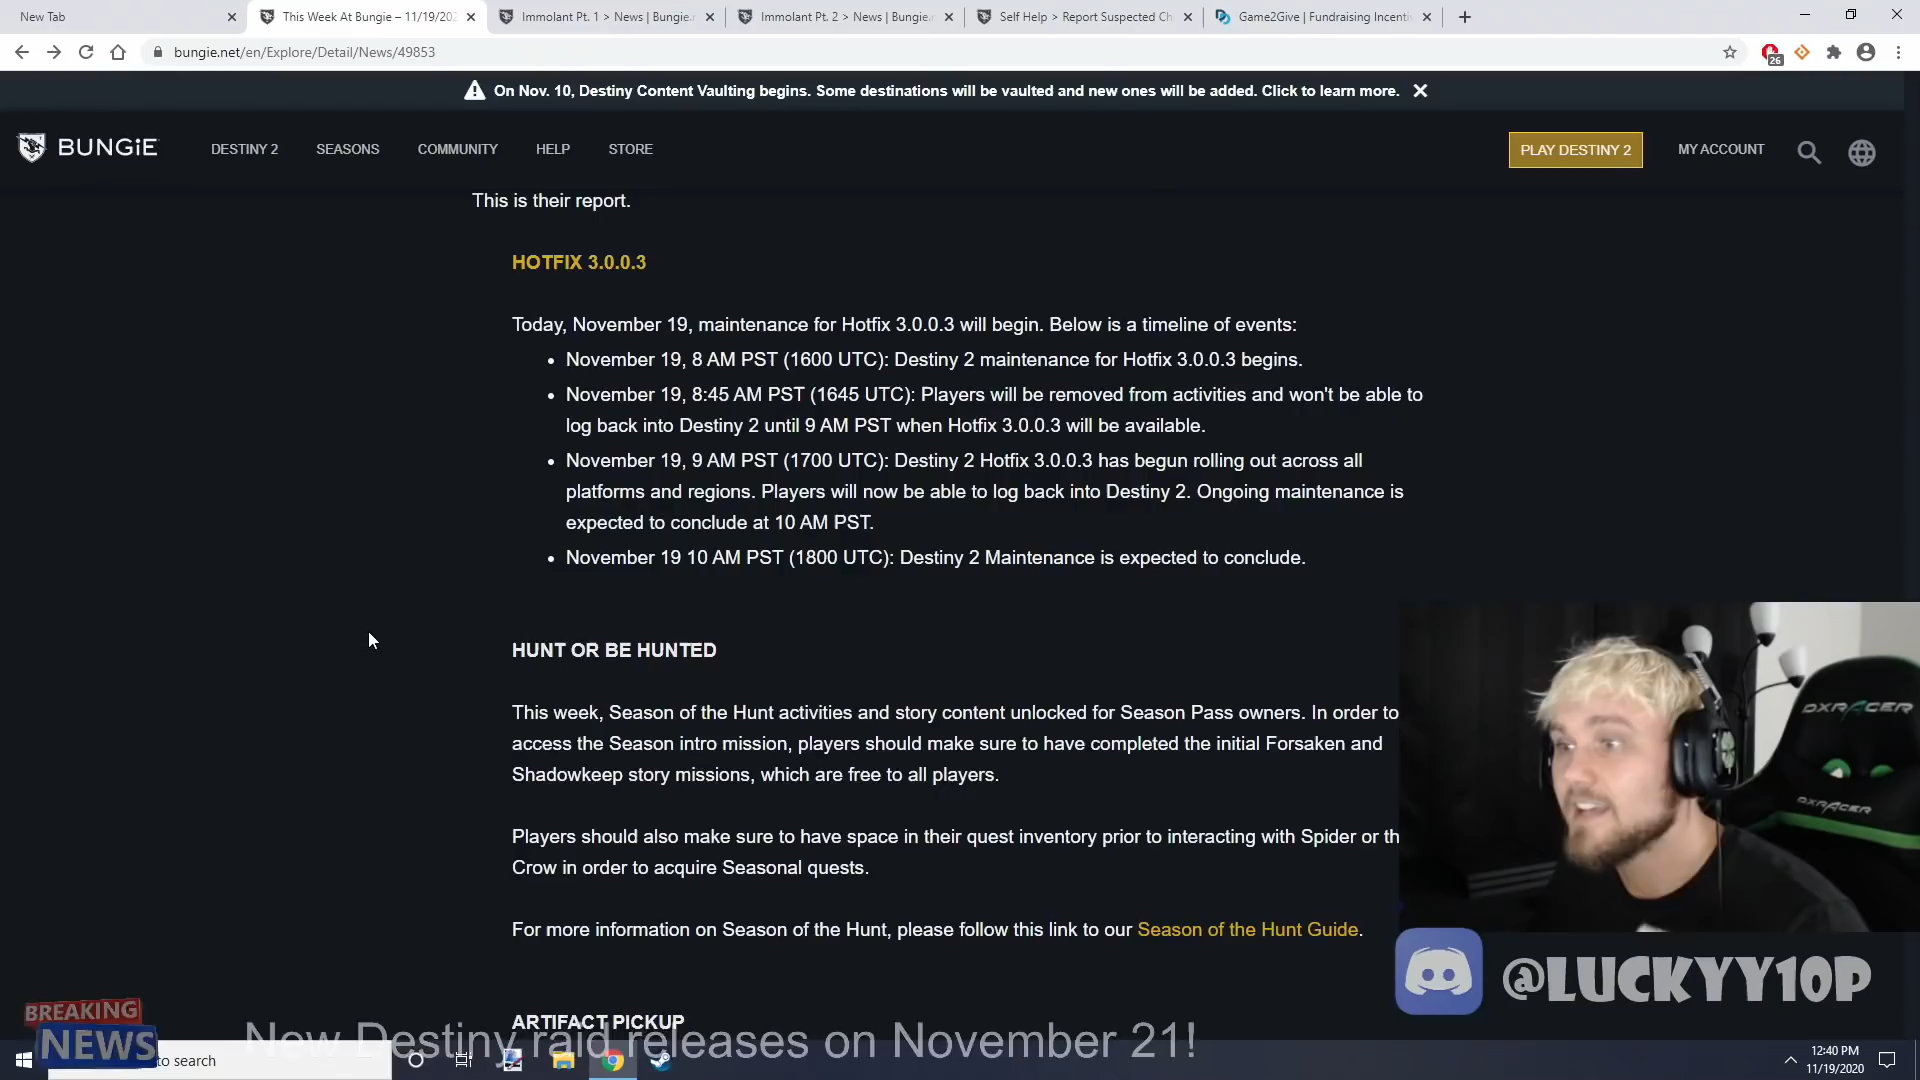 New Tab
This Week At Bungie – 11/19/202
Immolant Pt. 1 > News | Bungie.n
Immolant Pt. 2 > News | Bungie.n
Self Help > Report Suspected Ch
Game2Give | Fundraising Incenti
bungie.net/en/Explore/Detail/News/49853
26
On Nov. 10, Destiny Content Vaulting begins. Some destinations will be vaulted and new ones will be added. Click to learn more.
BUNGiE
DESTINY 2
SEASONS
COMMUNITY
HELP
STORE
PLAY DESTINY 2
MY ACCOUNT
This is their report.
HOTFIX 3.0.0.3
Today, November 19, maintenance for Hotfix 3.0.0.3 will begin. Below is a timeline of events:
• November 19, 8 AM PST (1600 UTC): Destiny 2 maintenance for Hotfix 3.0.0.3 begins.
• November 19, 8:45 AM PST (1645 UTC): Players will be removed from activities and won't be able to
log back into Destiny 2 until 9 AM PST when Hotfix 3.0.0.3 will be available.
• November 19, 9 AM PST (1700 UTC): Destiny 2 Hotfix 3.0.0.3 has begun rolling out across all
platforms and regions. Players will now be able to log back into Destiny 2. Ongoing maintenance is
expected to conclude at 10 AM PST.
• November 19 10 AM PST (1800 UTC): Destiny 2 Maintenance is expected to conclude.
HUNT OR BE HUNTED
This week, Season of the Hunt activities and story content unlocked for Season Pass owners. In order to
access the Season intro mission, players should make sure to have completed the initial Forsaken and
Shadowkeep story missions, which are free to all players.
Players should also make sure to have space in their quest inventory prior to interacting with Spider or th
Crow in order to acquire Seasonal quests.
For more information on Season of the Hunt, please follow this link to our Season of the Hunt Guide.
DXRACER
DXRACER
@LUCKYY10P
ARTIFACT PICKUP
BREAKING
NEWS
New Destiny raid releases on November 21!
to search
12:40 PM
11/19/2020